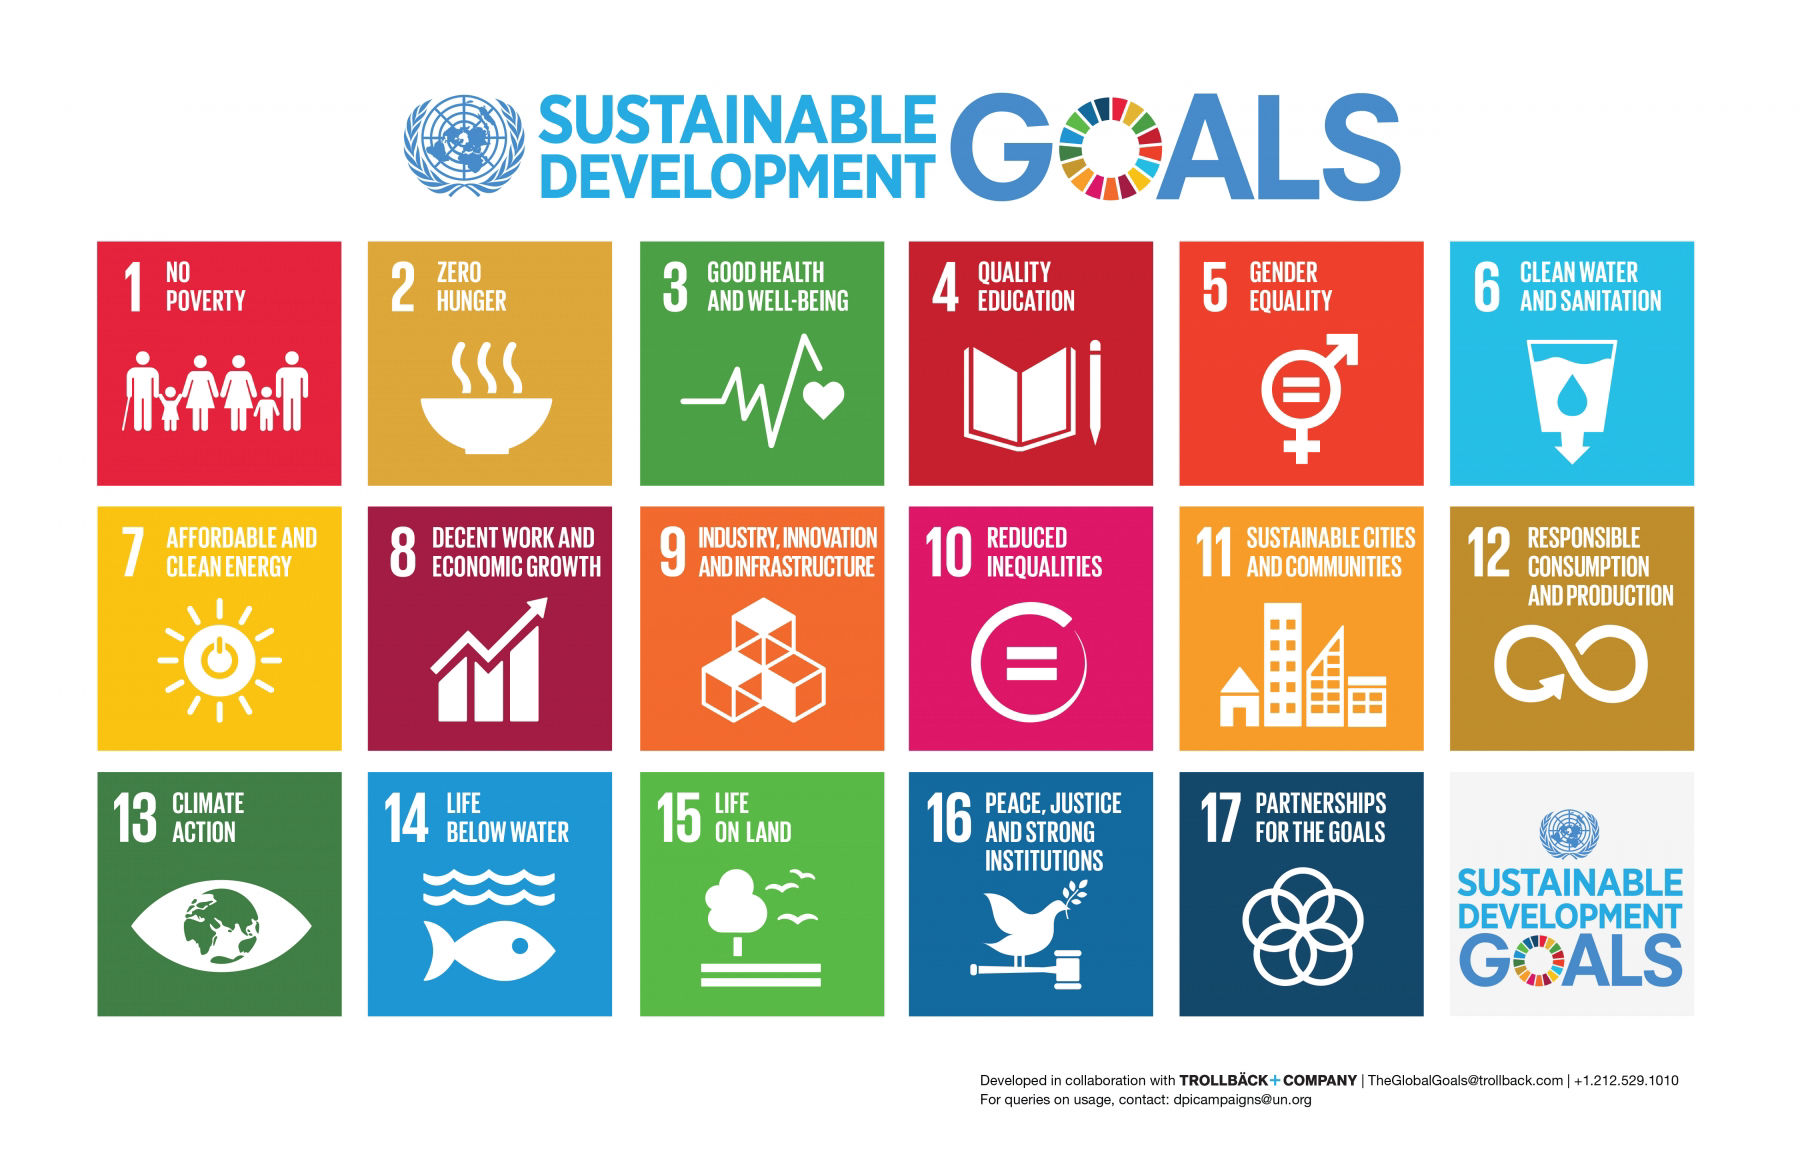 SUSTAINABLE
DEVELOPMENT
GOALS
1 NO
POVERTY
2 ZERO
HUNGER
3 GOOD HEALTH
AND WELL-BEING
4 QUALITY
EDUCATION
5 GENDER
EQUALITY
6 CLEAN WATER
AND SANITATION
7 AFFORDABLE AND
CLEAN ENERGY
8 DECENT WORK AND
ECONOMIC GROWTH
9 INDUSTRY, INNOVATION
AND INFRASTRUCTURE
10 REDUCED
INEQUALITIES
11 SUSTAINABLE CITIES
AND COMMUNITIES
12 RESPONSIBLE
CONSUMPTION
AND PRODUCTION
13 CLIMATE
ACTION
14 LIFE
BELOW WATER
15 LIFE
ON LAND
16 PEACE, JUSTICE
AND STRONG
INSTITUTIONS
17 PARTNERSHIPS
FOR THE GOALS
SUSTAINABLE
DEVELOPMENT
GOALS
Developed in collaboration with TROLLBÄCK+COMPANY | TheGlobalGoals@trollback.com | +1.212.529.1010
For queries on usage, contact: dpicampaigns@un.org